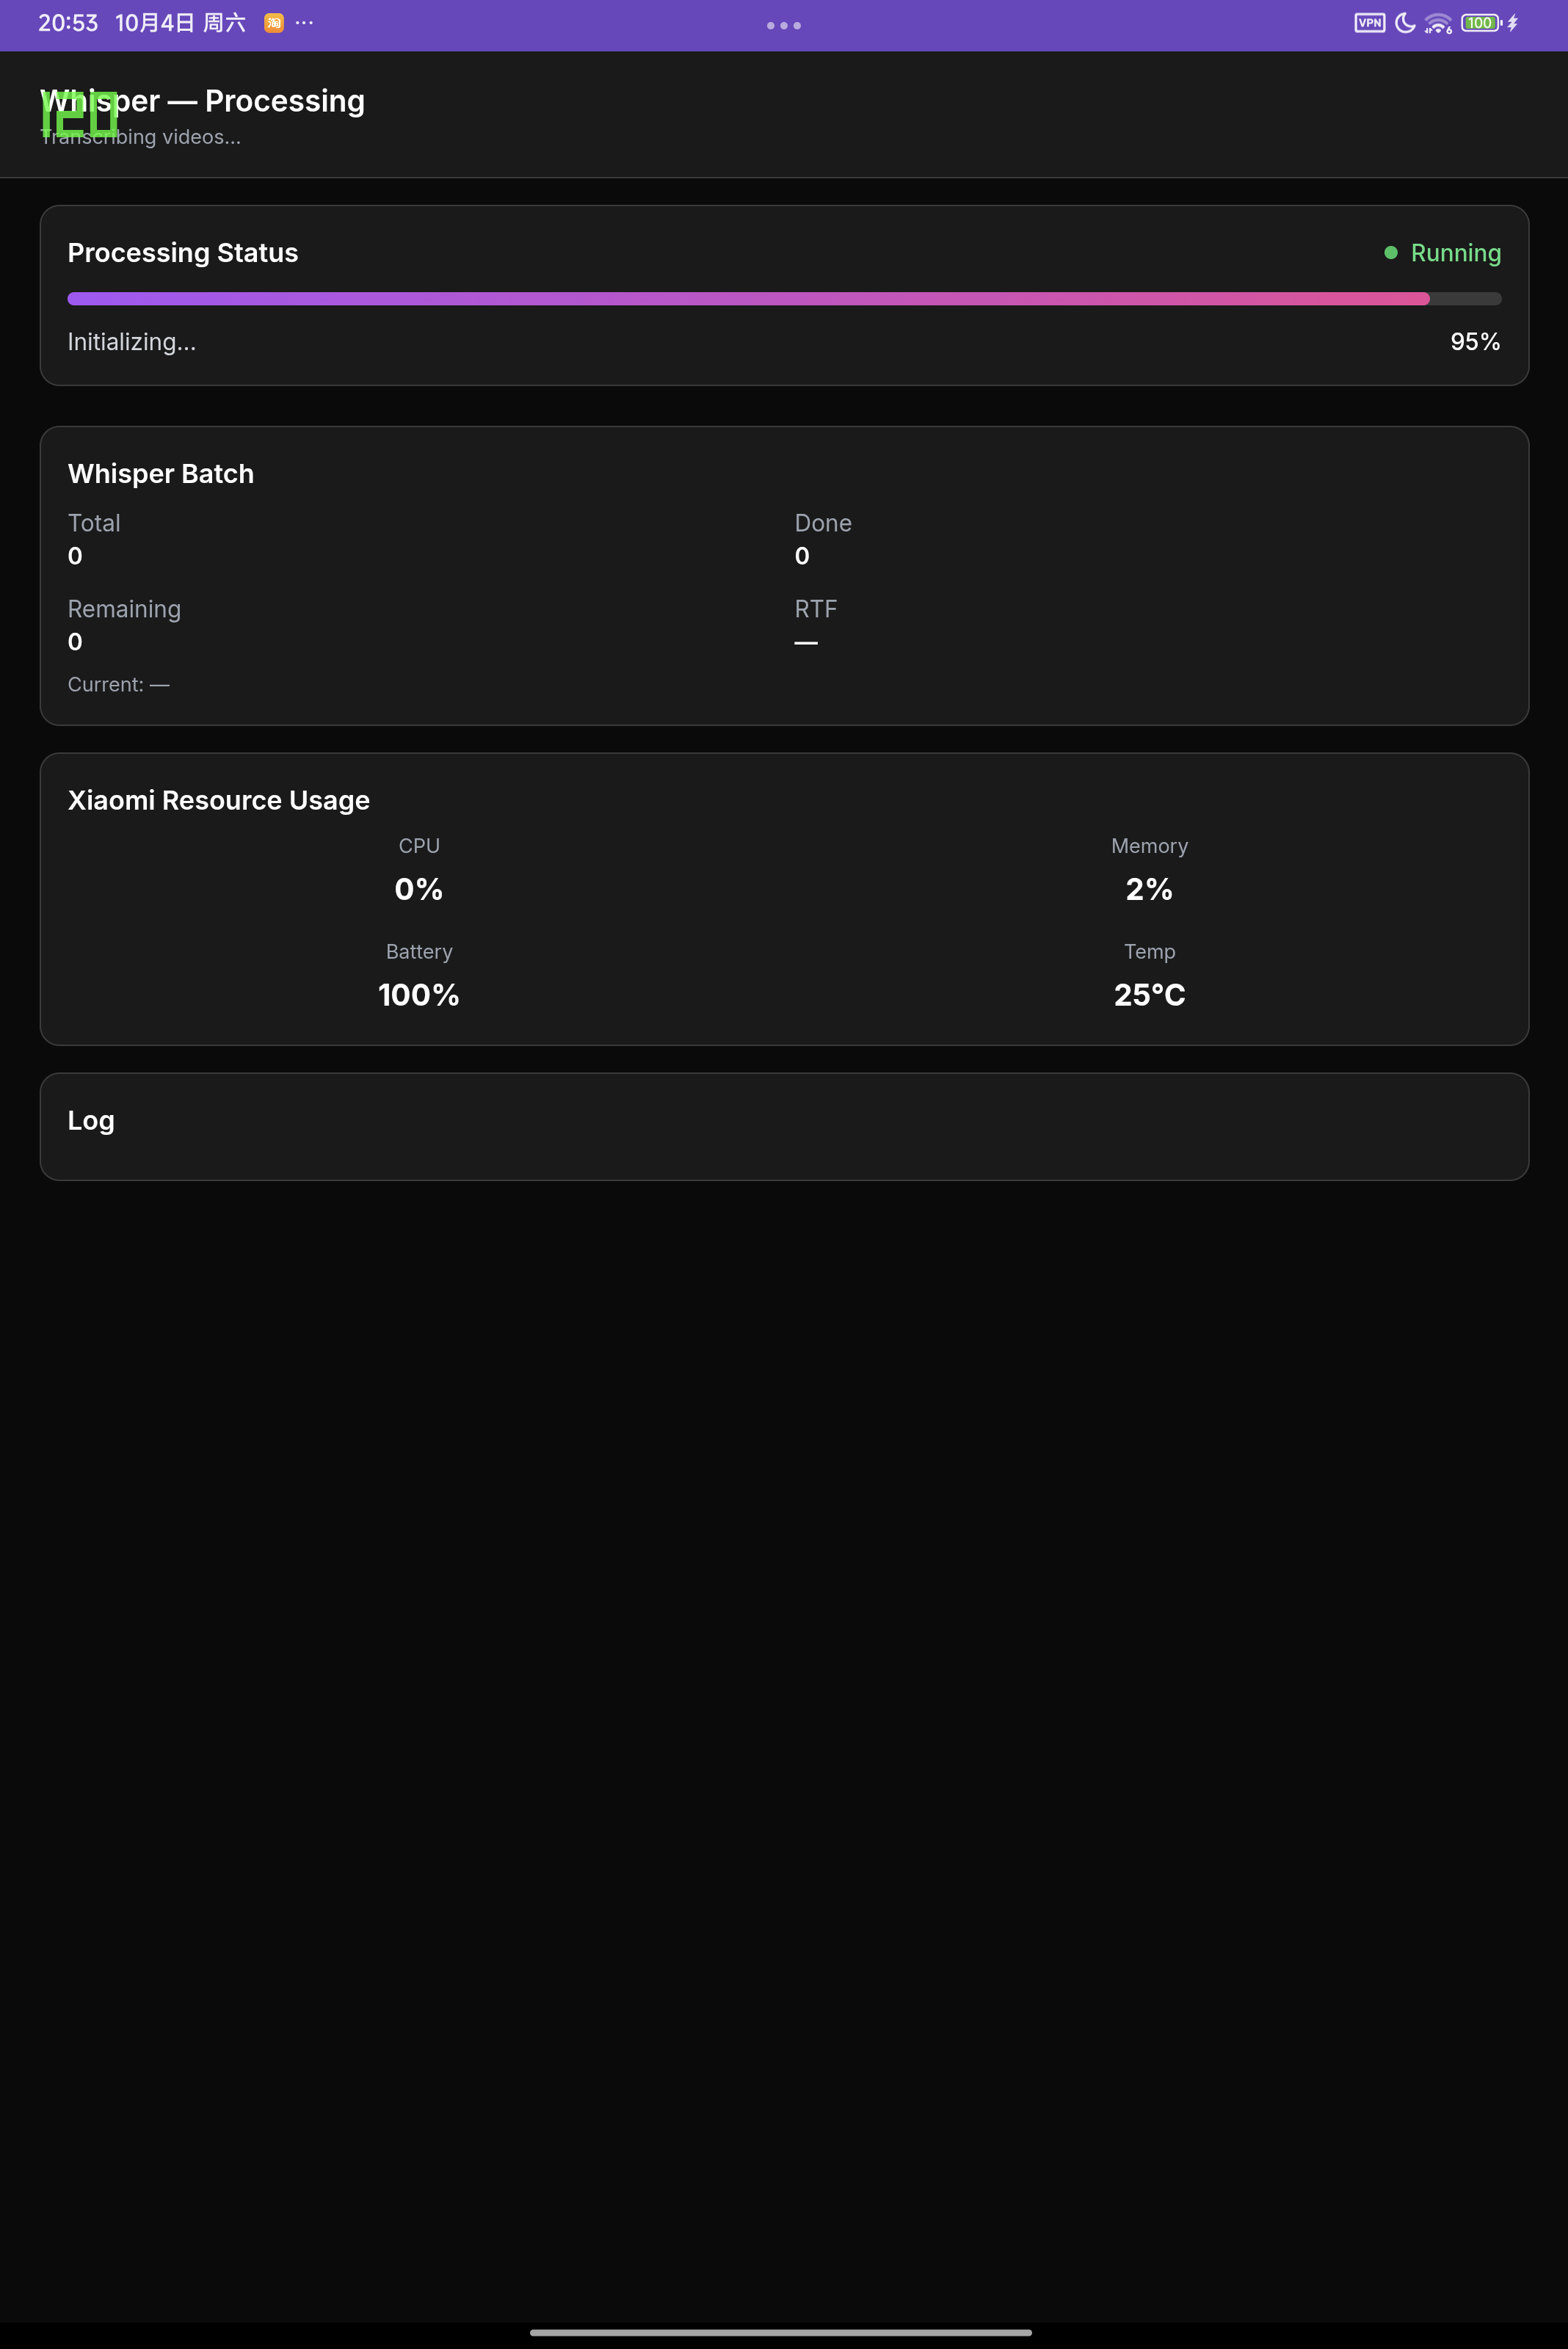 20:53 10月4日 周六 淘 ...
VPN 6 100
Whisper — Processing
120
Transcribing videos...
Processing Status
Running
Initializing...
95%
Whisper Batch
Total
Done
0
0
Remaining
RTF
0
—
Current: —
Xiaomi Resource Usage
CPU
Memory
0%
2%
Battery
Temp
100%
25°C
Log